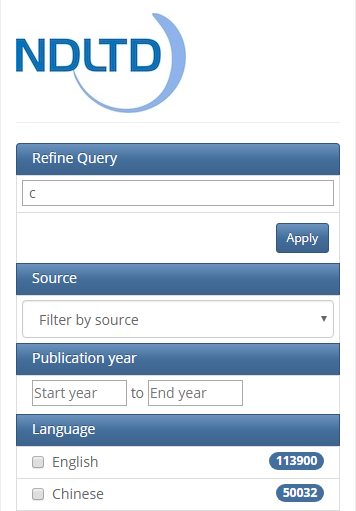 NDLTD
Refine Query
c
Apply
Source
Filter by source
Publication year
Start year to End year
Language
English 113900
Chinese 50032